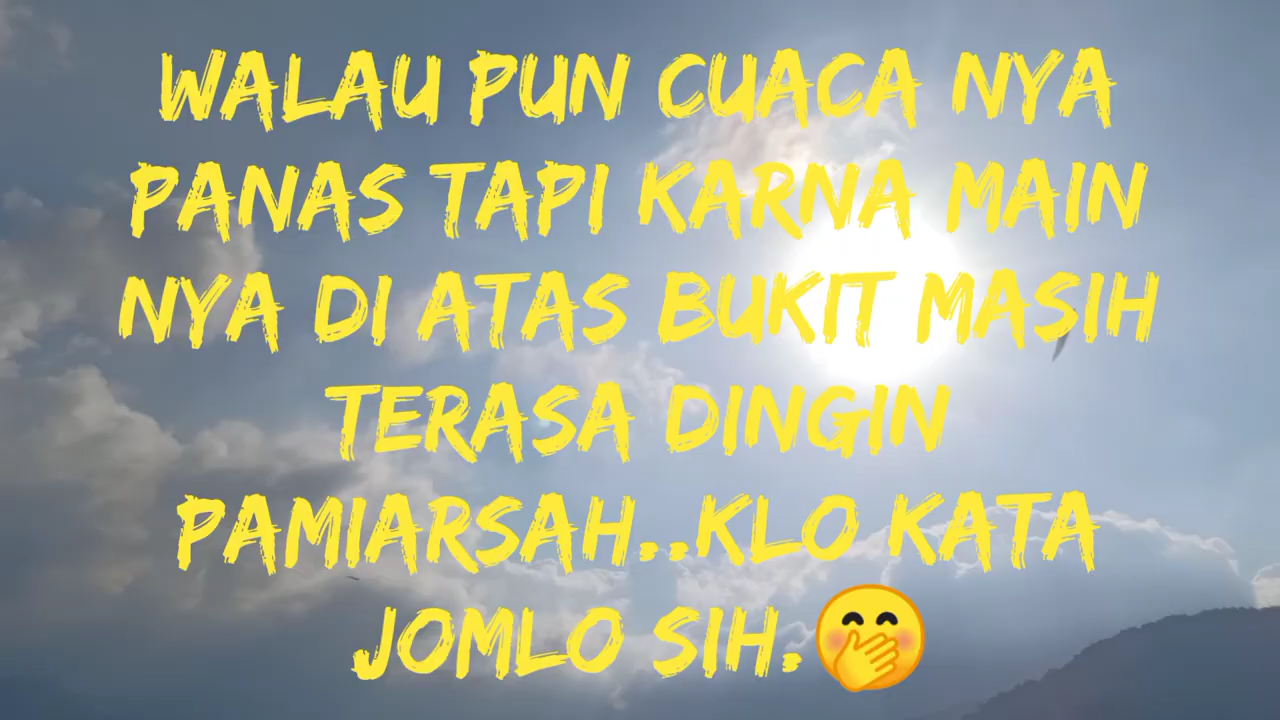 WALAU PUN CUACA NYA
PANAS TAPI KARNA MAIN
NYA DI ATAS BUKIT MASIH
TERASA DINGIN
PAMIARSAH..KLO KATA
JOMLO SIH.🤭